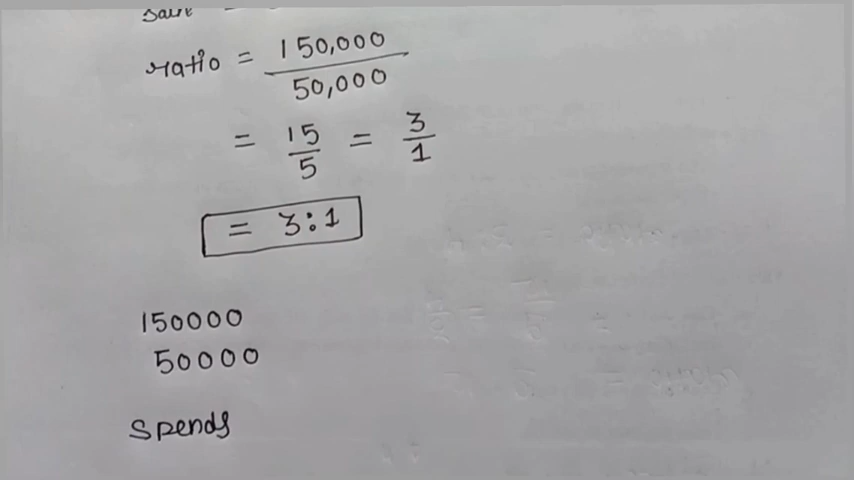 ratio = 150,000 / 50,000
= 15/5 = 3/1
= 3:1
150000
50000
spends